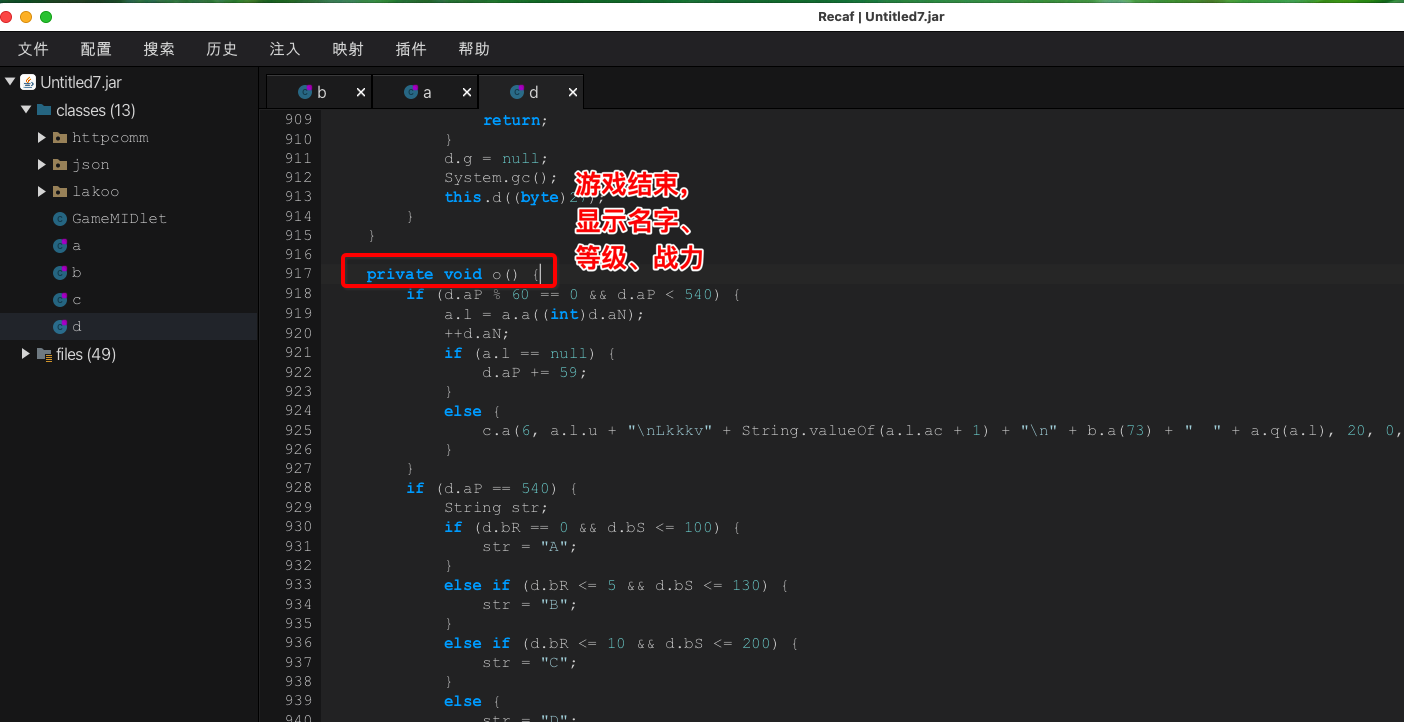 Recaf | Untitled7.jar
文件 配置 搜索 历史 注入 映射 插件 帮助
Untitled7.jar
classes (13)
httpcomm
json
lakoo
GameMIDlet
a
b
c
d
files (49)
b a d
909 return;
910 }
911 d.g = null;
912 System.gc();
913 this.d((byte)2
914 }
915 }
916
917 private void o() {
918 if (d.aP % 60 == 0 && d.aP < 540) {
919 a.l = a.a((int)d.aN);
920 ++d.aN;
921 if (a.l == null) {
922 d.aP += 59;
923 }
924 else {
925 c.a(6, a.l.u + "\nLkkkv" + String.valueOf(a.l.ac + 1) + "\n" + b.a(73) + "  " + a.q(a.l), 20, 0,
926 }
927 }
928 if (d.aP == 540) {
929 String str;
930 if (d.bR == 0 && d.bS <= 100) {
931 str = "A";
932 }
933 else if (d.bR <= 5 && d.bS <= 130) {
934 str = "B";
935 }
936 else if (d.bR <= 10 && d.bS <= 200) {
937 str = "C";
938 }
939 else {
940 str = "D";
游戏结束，
显示名字、
等级、战力